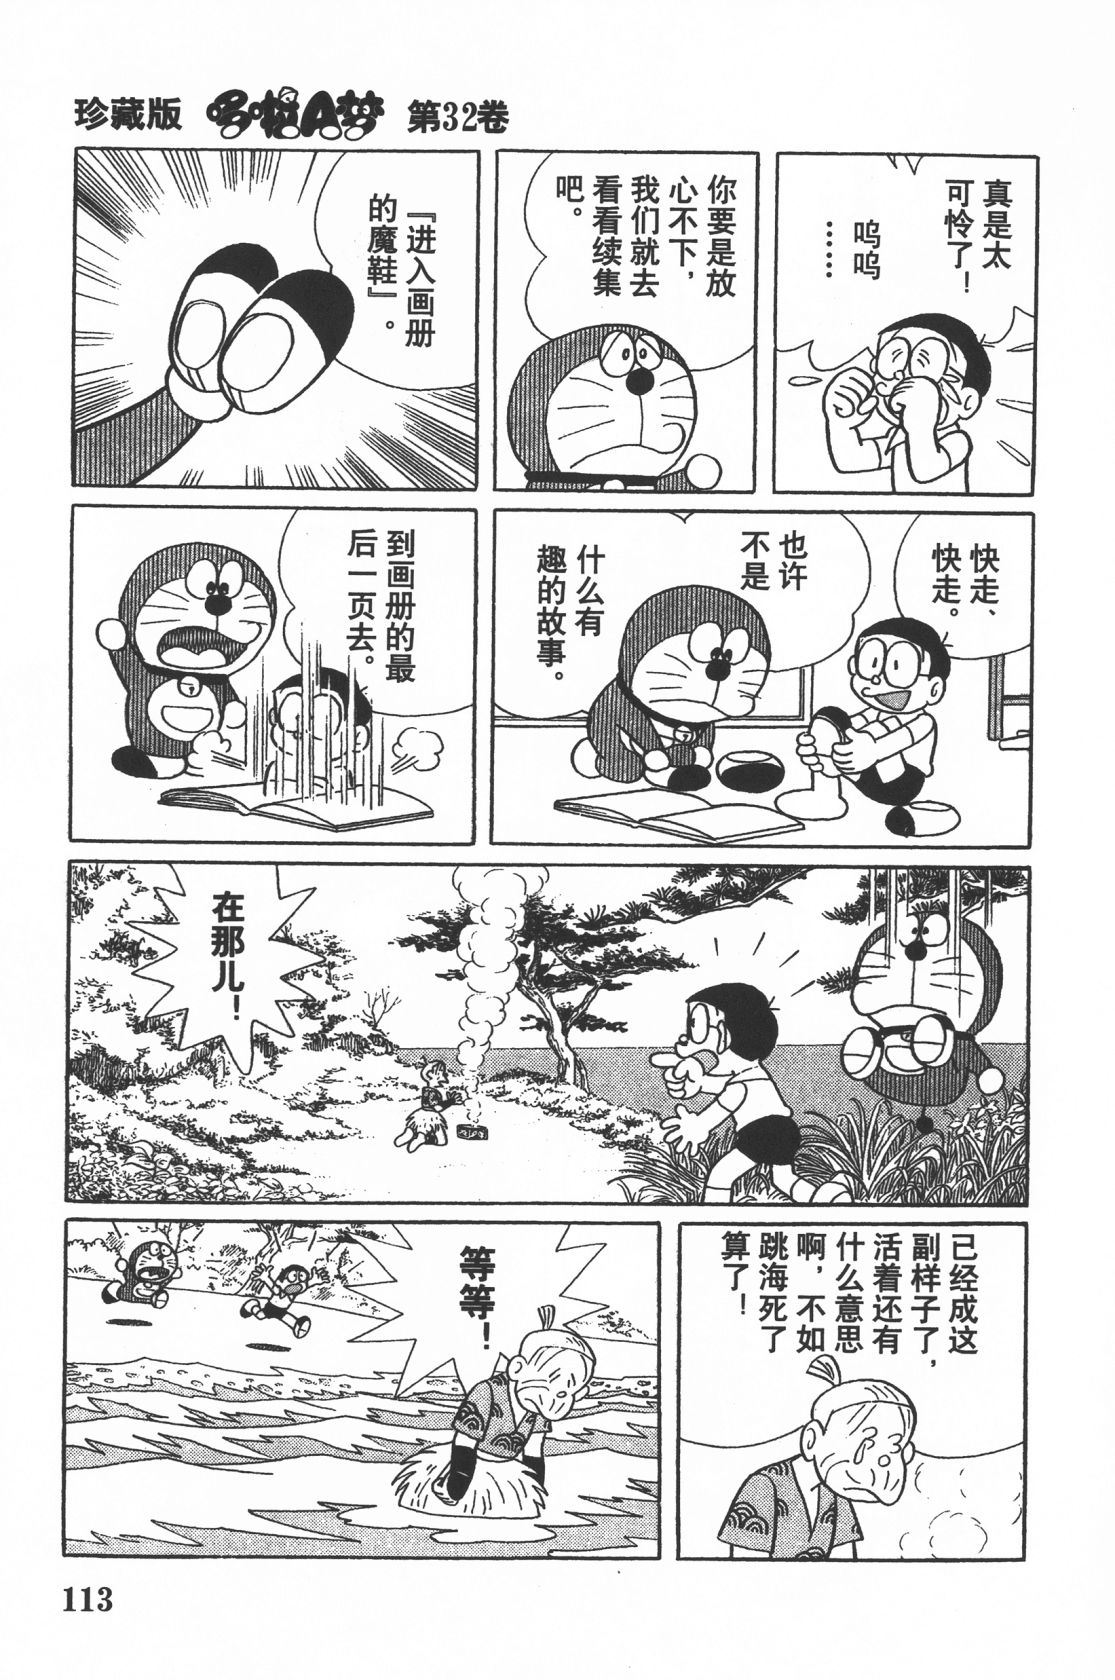 珍藏版 哆啦A梦 第32卷
真是太
可怜了！
呜呜
……
你要是放
心不下，
我们就去
看看续集
吧。
『进入画册
的魔鞋』。
快走、
快走。
也许
不是
什么有
趣的故事。
到画册的最
后一页去。
在那儿！
已经成这
副样子了，
活着还有
什么意思
啊，不如
跳海死了
算了！
等等！
113